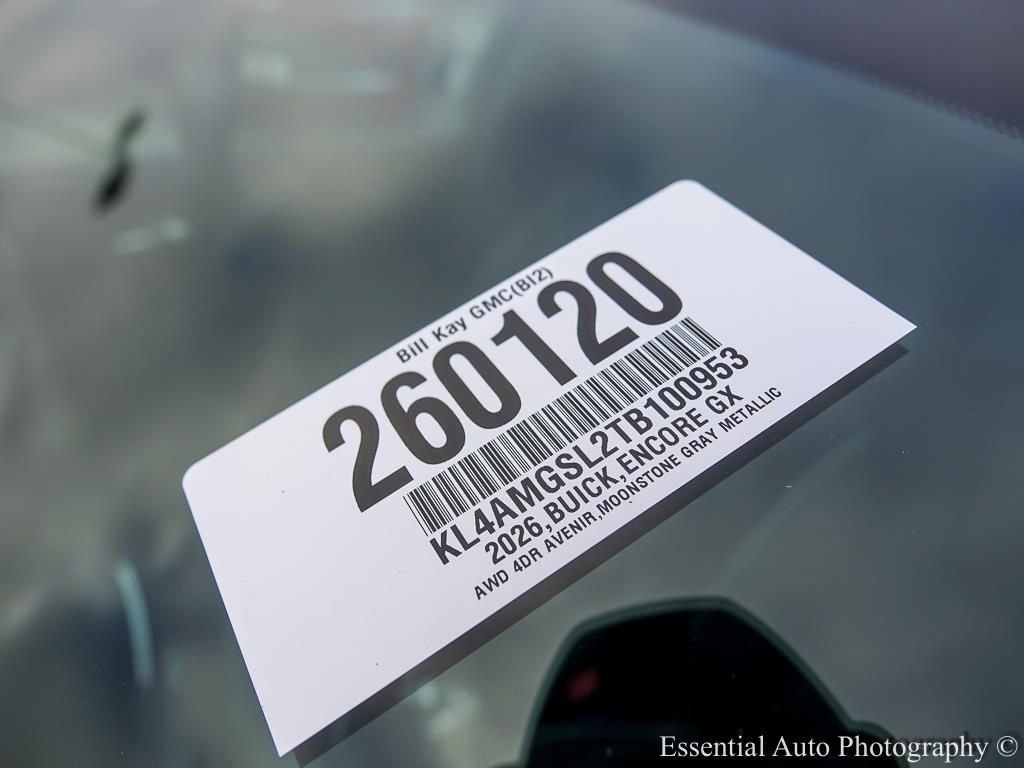 Bill Kay GMC(BI2)
260120
KL4AMGSL2TB100953
2026,BUICK,ENCORE GX
AWD 4DR AVENIR,MOONSTONE GRAY METALLIC
Essential Auto Photography ©